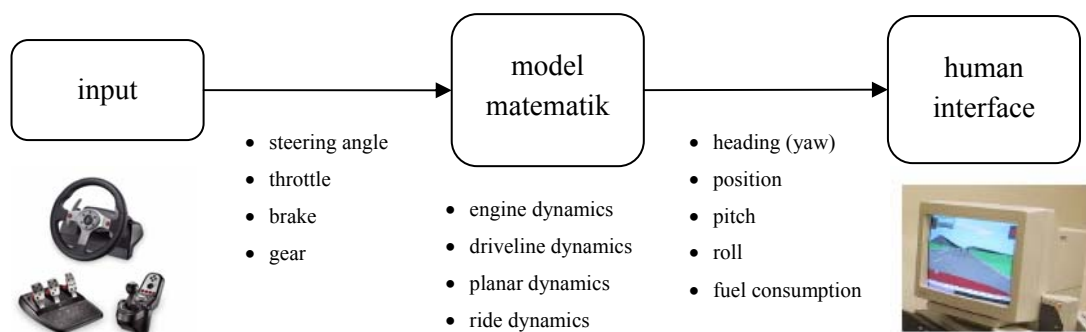 input
model
matematik
human
interface
• steering angle
• throttle
• brake
• gear
• engine dynamics
• driveline dynamics
• planar dynamics
• ride dynamics
• heading (yaw)
• position
• pitch
• roll
• fuel consumption